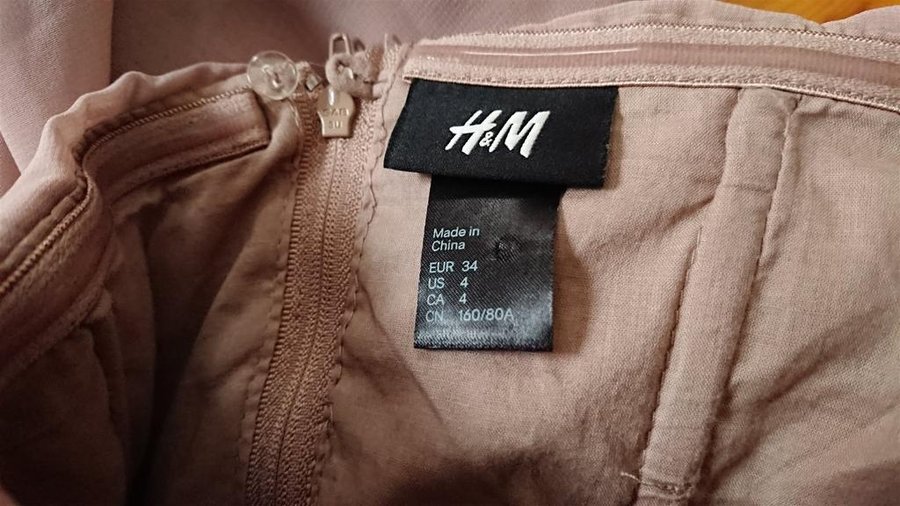 H&M
Made in
China
EUR 34
US 4
CA 4
CN 160/80A